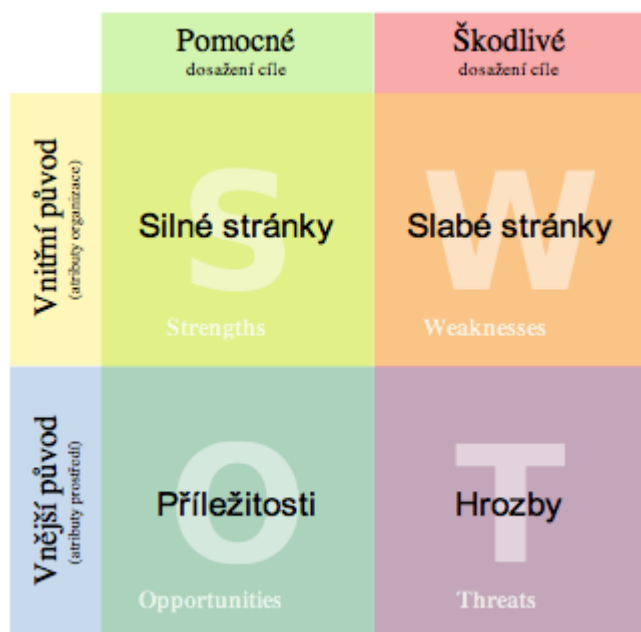 Pomocné
dosažení cíle
Škodlivé
dosažení cíle
Vnitřní původ
(atributy organizace)
S
Silné stránky
Strengths
W
Slabé stránky
Weaknesses
Vnější původ
(atributy prostředí)
O
Příležitosti
Opportunities
T
Hrozby
Threats